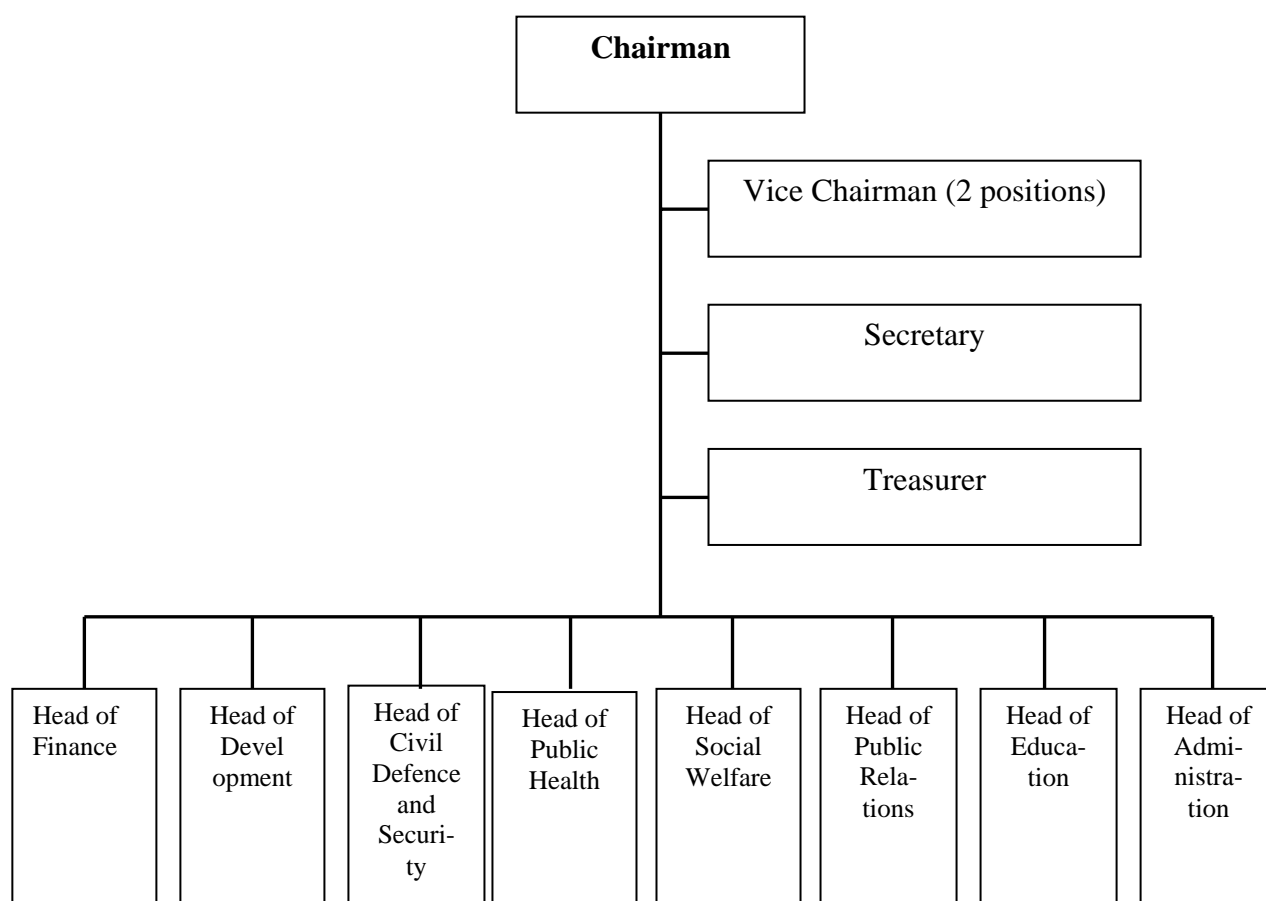 Chairman
Vice Chairman (2 positions)
Secretary
Treasurer
Head of
Finance
Head of
Devel
opment
Head of
Civil
Defence
and
Securi-
ty
Head of
Public
Health
Head of
Social
Welfare
Head of
Public
Rela-
tions
Head of
Educa-
tion
Head of
Admi-
nistra-
tion